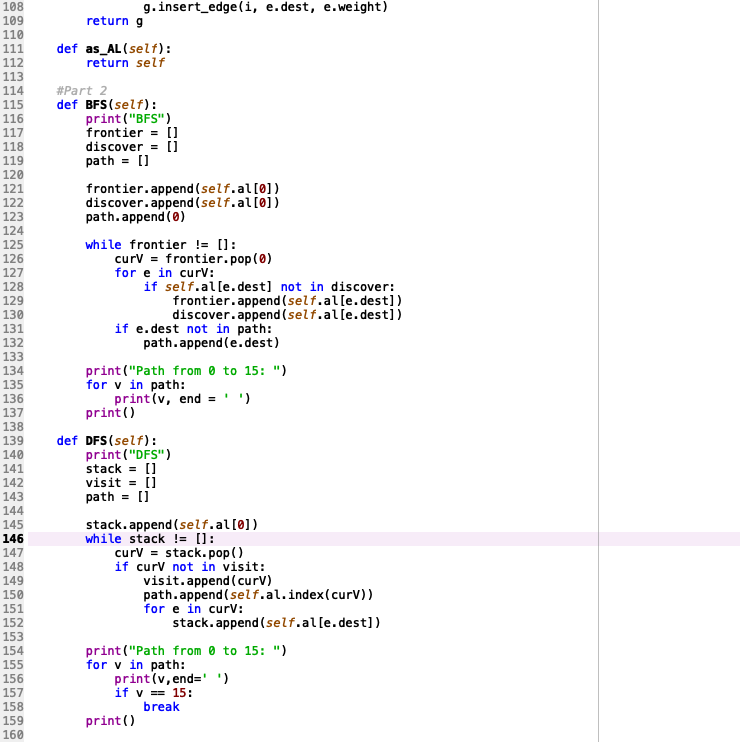 108                 g.insert_edge(i, e.dest, e.weight)
109         return g
110
111     def as_AL(self):
112         return self
113
114     #Part 2
115     def BFS(self):
116         print("BFS")
117         frontier = []
118         discover = []
119         path = []
120
121         frontier.append(self.al[0])
122         discover.append(self.al[0])
123         path.append(0)
124
125         while frontier != []:
126             curV = frontier.pop(0)
127             for e in curV:
128                 if self.al[e.dest] not in discover:
129                     frontier.append(self.al[e.dest])
130                     discover.append(self.al[e.dest])
131             if e.dest not in path:
132                 path.append(e.dest)
133
134         print("Path from 0 to 15: ")
135         for v in path:
136             print(v, end = ' ')
137         print()
138
139     def DFS(self):
140         print("DFS")
141         stack = []
142         visit = []
143         path = []
144
145         stack.append(self.al[0])
146         while stack != []:
147             curV = stack.pop()
148             if curV not in visit:
149                 visit.append(curV)
150                 path.append(self.al.index(curV))
151                 for e in curV:
152                     stack.append(self.al[e.dest])
153
154         print("Path from 0 to 15: ")
155         for v in path:
156             print(v,end=' ')
157             if v == 15:
158                 break
159         print()
160